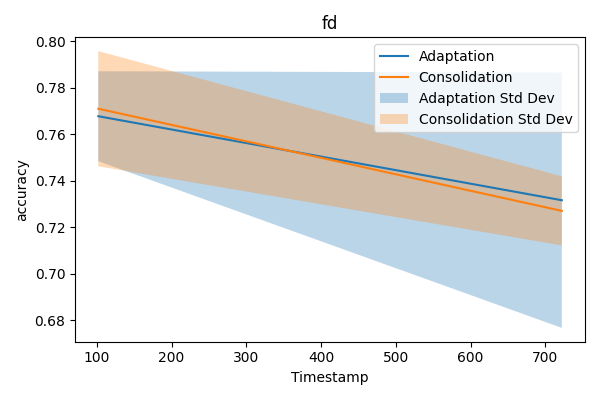 fd
0.80
0.78
0.76
0.74
0.72
0.70
0.68
accuracy
Adaptation
Consolidation
Adaptation Std Dev
Consolidation Std Dev
100 200 300 400 500 600 700
Timestamp